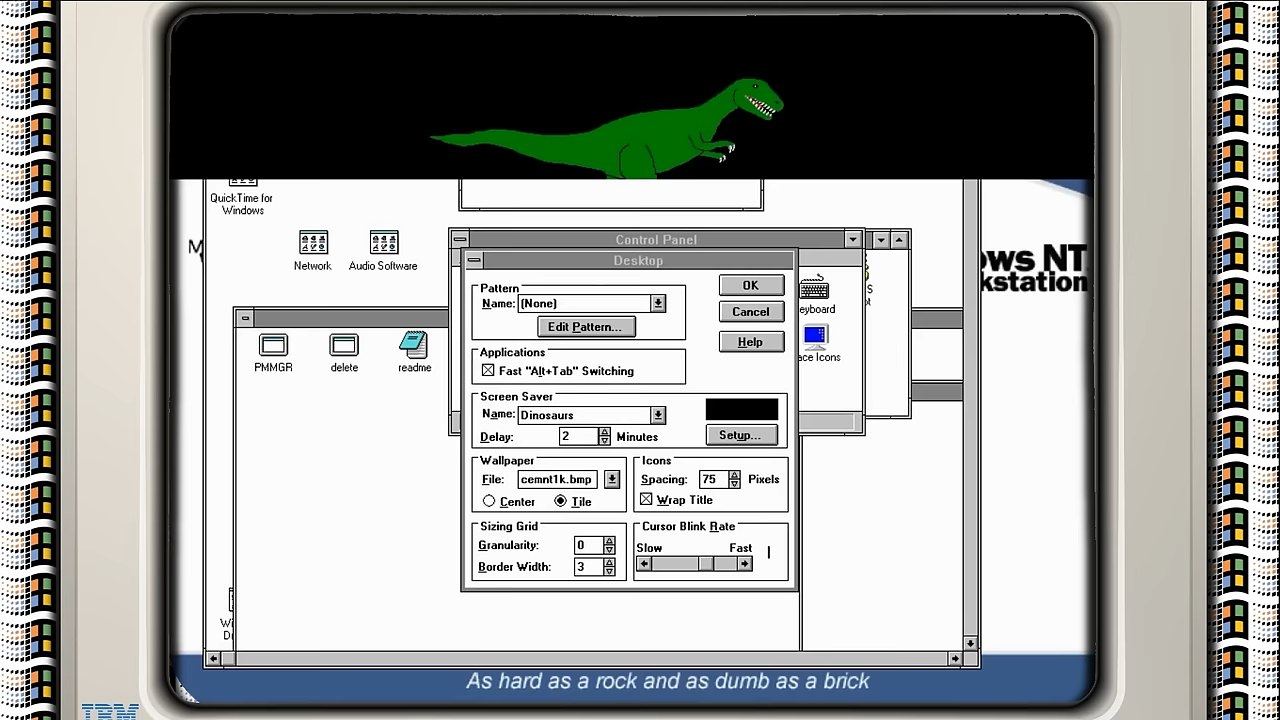 QuickTime for
Windows
Network
Audio Software
ows NT
kstation
Control Panel
Desktop
Pattern
Name: (None)
Edit Pattern...
OK
Cancel
Help
eyboard
ace Icons
PMMGR
delete
readme
Applications
Fast "Alt+Tab" Switching
Screen Saver
Name: Dinosaurs
Delay: 2 Minutes
Setup...
Wallpaper
File: cemnt1k.bmp
Center Tile
Icons
Spacing: 75 Pixels
Wrap Title
Sizing Grid
Granularity: 0
Border Width: 3
Cursor Blink Rate
Slow Fast
As hard as a rock and as dumb as a brick
IBM